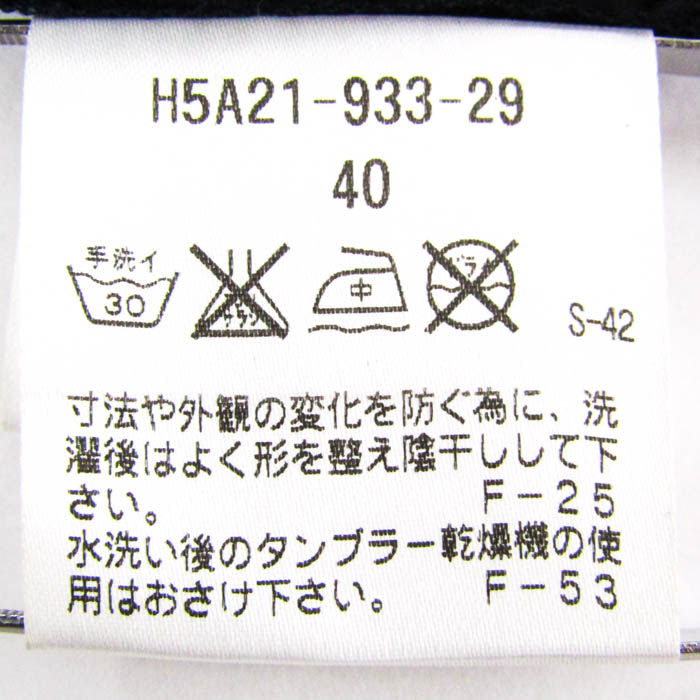 H5A21-933-29
40
手洗イ
30
エンソ
サラシ
中
ドライ
S-42
寸法や外観の変化を防ぐ為に、洗
濯後はよく形を整え陰干しして下
さい。 F-25
水洗い後のタンブラー乾燥機の使
用はおさけ下さい。 F-53